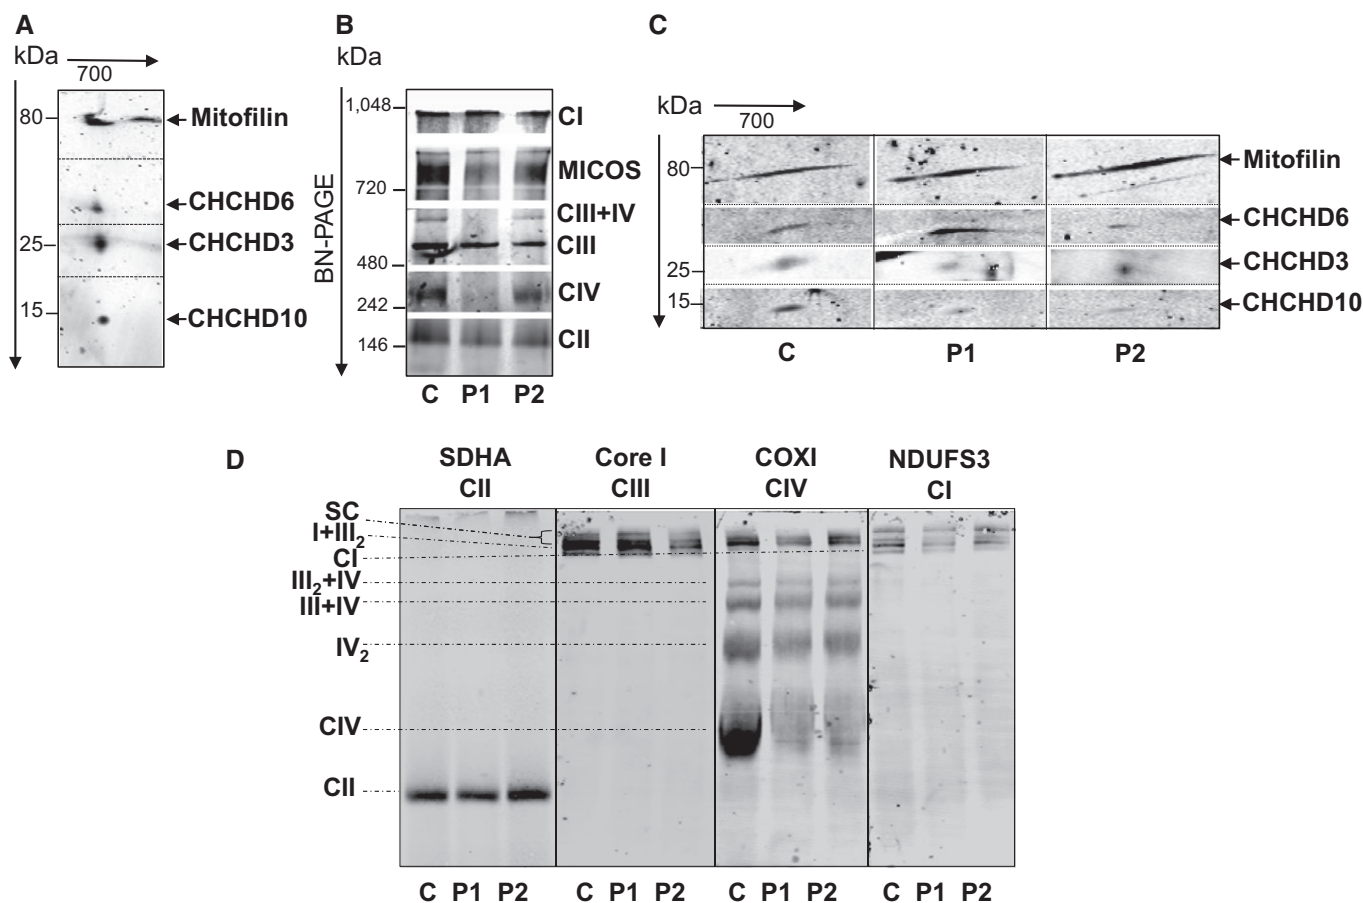 A
kDa
700
80
Mitofilin
CHCHD6
25
CHCHD3
15
CHCHD10
B
kDa
BN-PAGE
1,048
CI
MICOS
720
CIII+IV
CIII
480
CIV
242
CII
146
C P1 P2
C
kDa
700
80
Mitofilin
CHCHD6
25
CHCHD3
15
CHCHD10
C P1 P2
D
SDHA Core I COXI NDUFS3
CII CIII CIV CI
SC
I+III2
CI
III2+IV
III+IV
IV2
CIV
CII
C P1 P2 C P1 P2 C P1 P2 C P1 P2